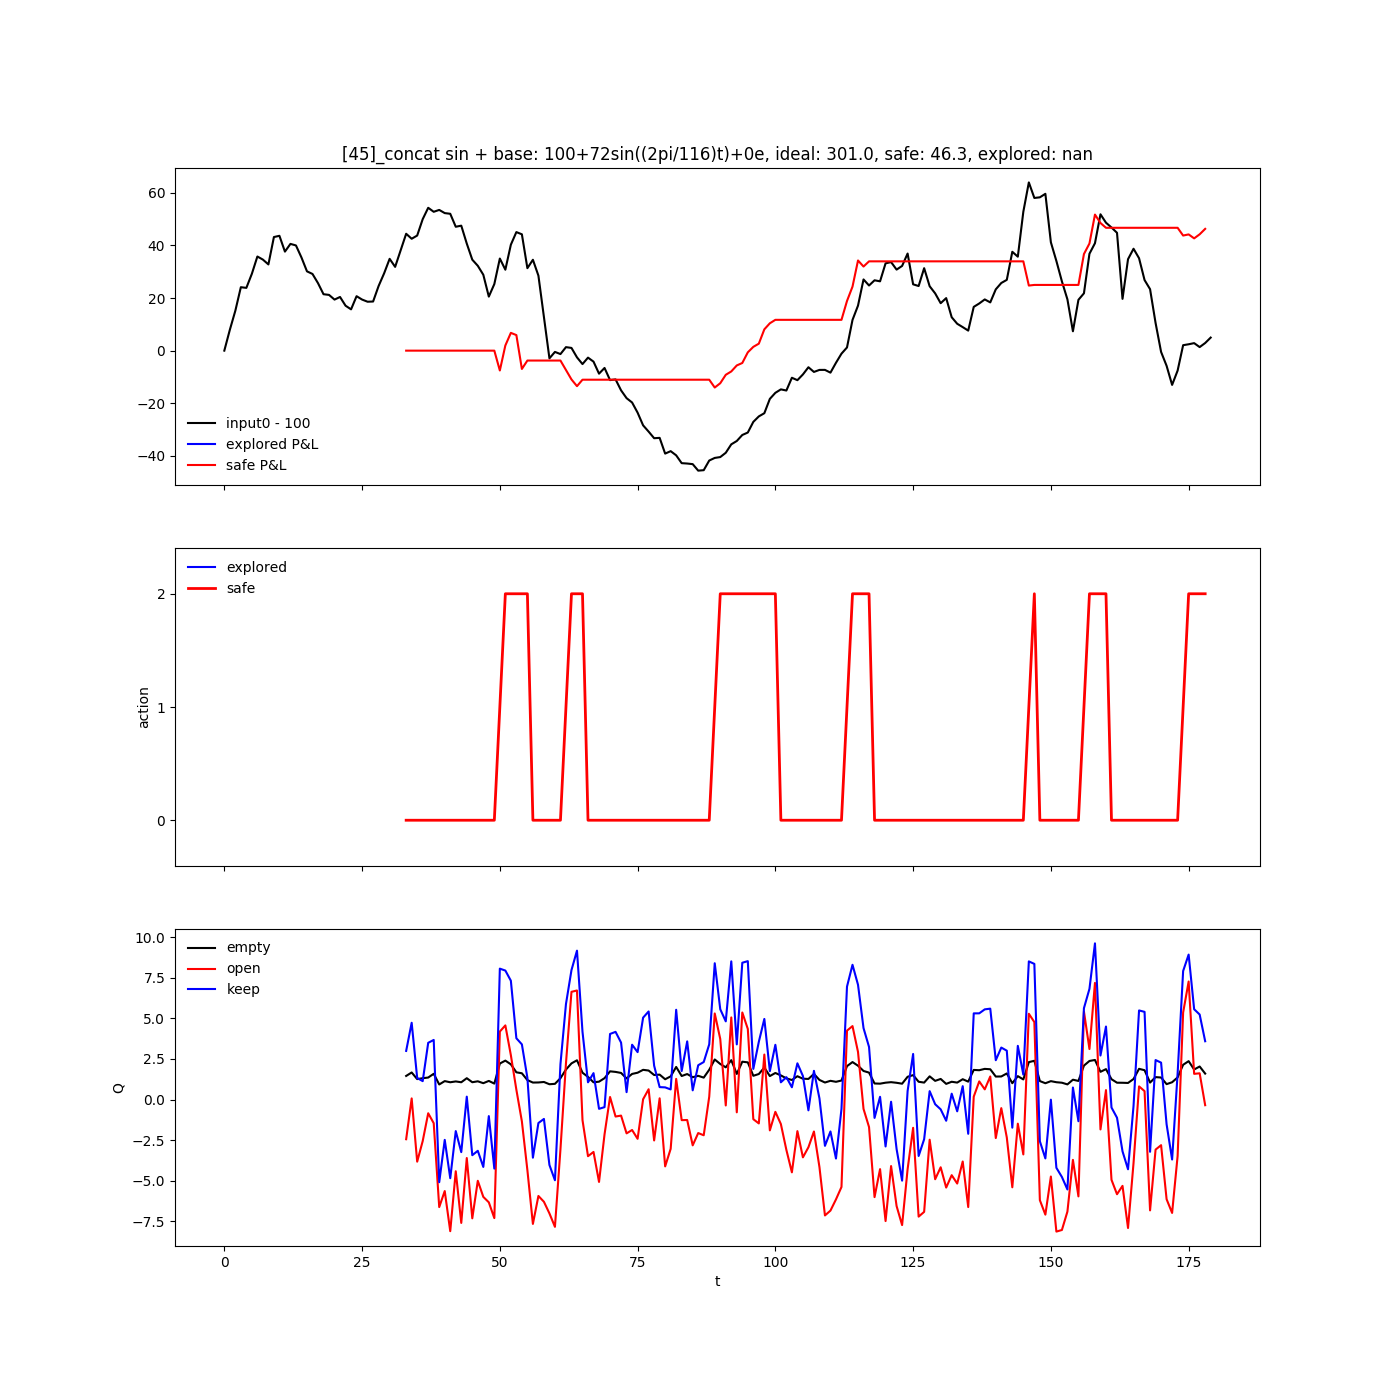 [45]_concat sin + base: 100+72sin((2pi/116)t)+0e, ideal: 301.0, safe: 46.3, explored: nan
60
40
20
0
−20
−40
input0 - 100
explored P&L
safe P&L
explored
safe
2
1
0
action
empty
open
keep
10.0
7.5
5.0
2.5
0.0
−2.5
−5.0
−7.5
Q
0 25 50 75 100 125 150 175
t